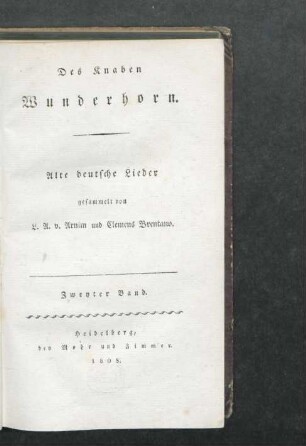 Des Knaben
Wunderhorn.
Alte deutsche Lieder
gesammelt von
L. A. v. Arnim und Clemens Brentano.
Zweyter Band.
Heidelberg,
bey Mohr und Zimmer.
1808.